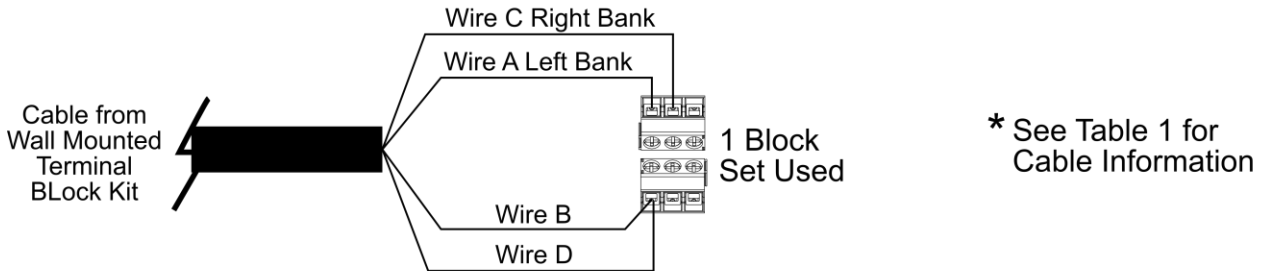 Wire C Right Bank
Wire A Left Bank
Cable from
Wall Mounted
Terminal
BLock Kit
1 Block
Set Used
* See Table 1 for
Cable Information
Wire B
Wire D